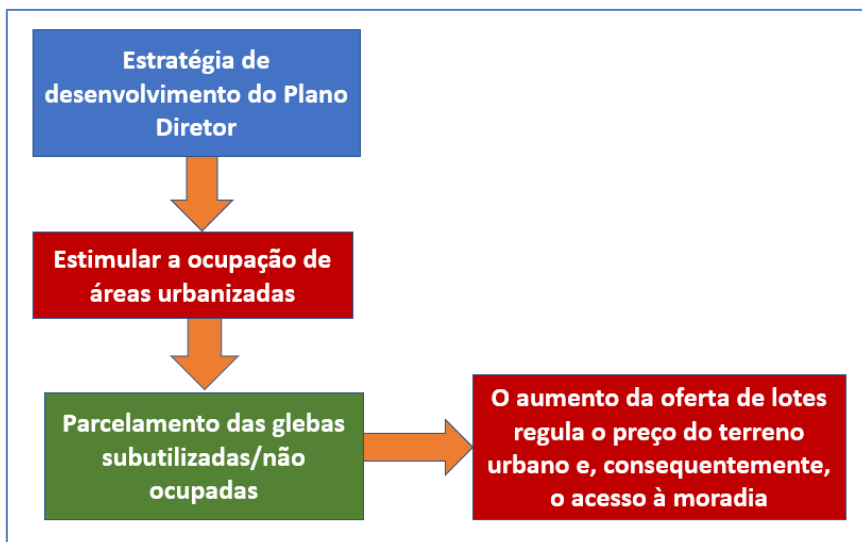 Estratégia de
desenvolvimento do Plano
Diretor
Estimular a ocupação de
áreas urbanizadas
Parcelamento das glebas
subutilizadas/não
ocupadas
O aumento da oferta de lotes
regula o preço do terreno
urbano e, consequentemente,
o acesso à moradia